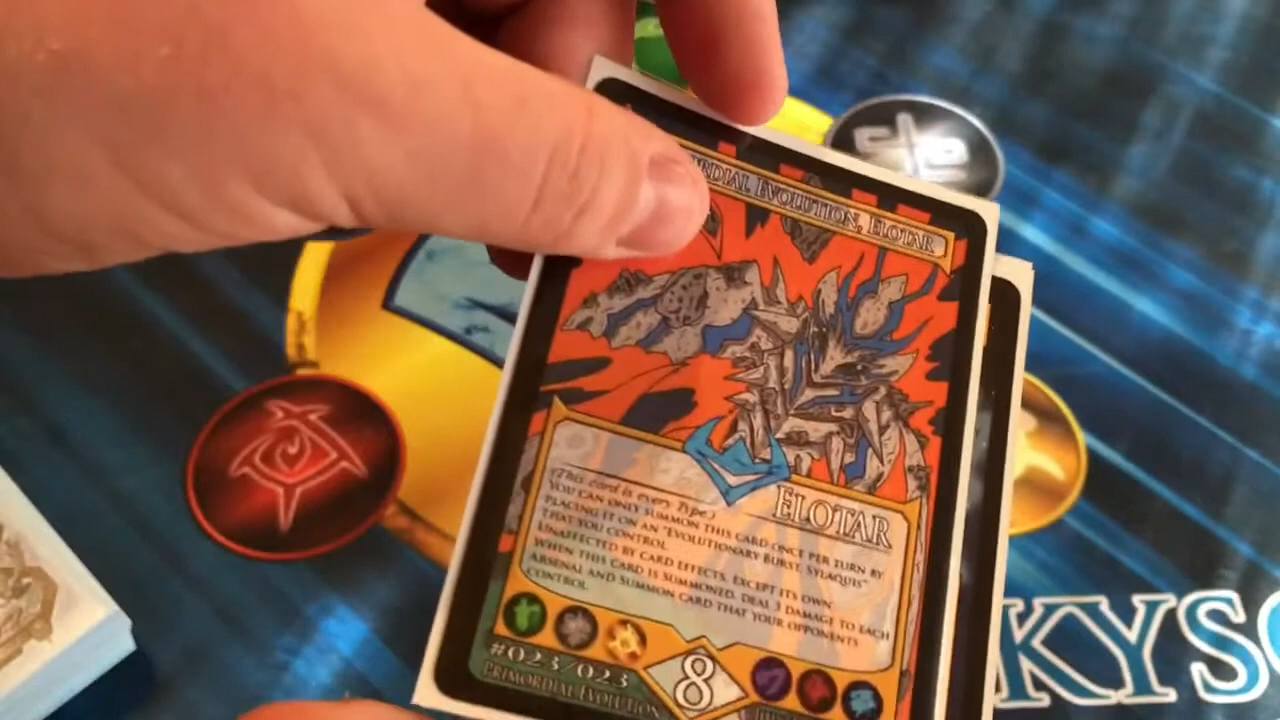 EVOLUTION, ELOTAR
ELOTAR
(This card is every Type.)
YOU CAN ONLY SUMMON THIS CARD ONCE PER TURN BY
PLACING IT ON AN "EVOLUTIONARY BURST, SYLAQUIS"
THAT YOU CONTROL.
UNAFFECTED BY CARD EFFECTS, EXCEPT ITS OWN
WHEN THIS CARD IS SUMMONED, DEAL 3 DAMAGE TO EACH
ARSENAL AND SUMMON CARD THAT YOUR OPPONENTS
CONTROL.
#023/023
8
PRIMORDIAL EVOLUTION